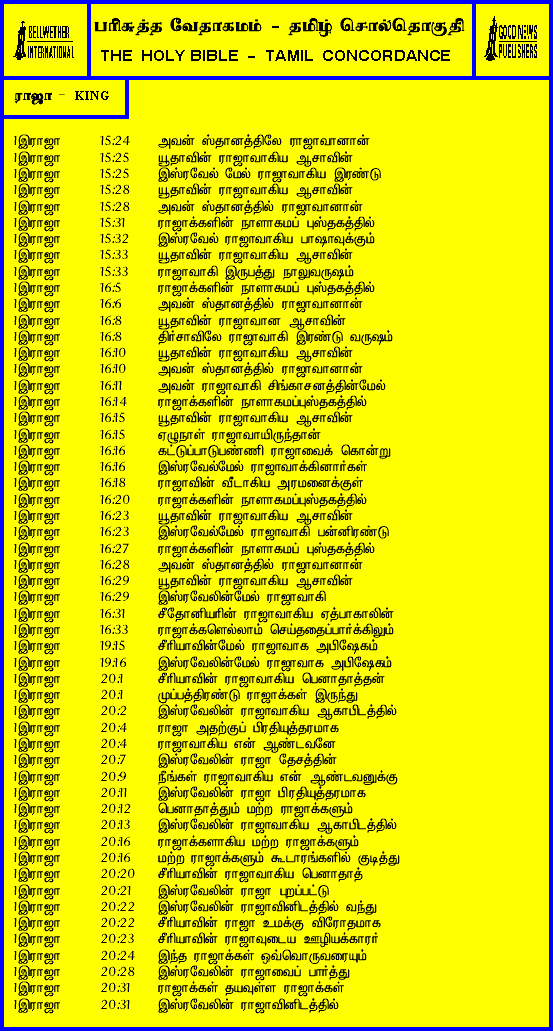 BELLWETHER
INTERNATIONAL
பரிசுத்த வேதாகமம் - தமிழ் சொல்தொகுதி
THE HOLY BIBLE - TAMIL CONCORDANCE
GOOD NEWS
PUBLISHERS
ராஜா - KING
1இராஜா 15:24 அவன் ஸ்தானத்திலே ராஜாவானான்
1இராஜா 15:25 யூதாவின் ராஜாவாகிய ஆசாவின்
1இராஜா 15:25 இஸ்ரவேல் மேல் ராஜாவாகிய இரண்டு
1இராஜா 15:28 யூதாவின் ராஜாவாகிய ஆசாவின்
1இராஜா 15:28 அவன் ஸ்தானத்தில் ராஜாவானான்
1இராஜா 15:31 ராஜாக்களின் நாளாகமப் புஸ்தகத்தில்
1இராஜா 15:32 இஸ்ரவேல் ராஜாவாகிய பாஷாவுக்கும்
1இராஜா 15:33 யூதாவின் ராஜாவாகிய ஆசாவின்
1இராஜா 15:33 ராஜாவாகி இருபத்து நாலுவருஷம்
1இராஜா 16:5 ராஜாக்களின் நாளாகமப் புஸ்தகத்தில்
1இராஜா 16:6 அவன் ஸ்தானத்தில் ராஜாவானான்
1இராஜா 16:8 யூதாவின் ராஜாவான ஆசாவின்
1இராஜா 16:8 திர்சாவிலே ராஜாவாகி இரண்டு வருஷம்
1இராஜா 16:10 யூதாவின் ராஜாவாகிய ஆசாவின்
1இராஜா 16:10 அவன் ஸ்தானத்தில் ராஜாவானான்
1இராஜா 16:11 அவன் ராஜாவாகி சிங்காசனத்தின்மேல்
1இராஜா 16:14 ராஜாக்களின் நாளாகமப்புஸ்தகத்தில்
1இராஜா 16:15 யூதாவின் ராஜாவாகிய ஆசாவின்
1இராஜா 16:15 ஏழுநாள் ராஜாவாயிருந்தான்
1இராஜா 16:16 கட்டுப்பாடுபண்ணி ராஜாவைக் கொன்று
1இராஜா 16:16 இஸ்ரவேல்மேல் ராஜாவாக்கினார்கள்
1இராஜா 16:18 ராஜாவின் வீடாகிய அரமனைக்குள்
1இராஜா 16:20 ராஜாக்களின் நாளாகமப்புஸ்தகத்தில்
1இராஜா 16:23 யூதாவின் ராஜாவாகிய ஆசாவின்
1இராஜா 16:23 இஸ்ரவேல்மேல் ராஜாவாகி பன்னிரண்டு
1இராஜா 16:27 ராஜாக்களின் நாளாகமப் புஸ்தகத்தில்
1இராஜா 16:28 அவன் ஸ்தானத்தில் ராஜாவானான்
1இராஜா 16:29 யூதாவின் ராஜாவாகிய ஆசாவின்
1இராஜா 16:29 இஸ்ரவேலின்மேல் ராஜாவாகி
1இராஜா 16:31 சீதோனியரின் ராஜாவாகிய ஏத்பாகாலின்
1இராஜா 16:33 ராஜாக்களெல்லாம் செய்ததைப்பார்க்கிலும்
1இராஜா 19:15 சீரியாவின்மேல் ராஜாவாக அபிஷேகம்
1இராஜா 19:16 இஸ்ரவேலின்மேல் ராஜாவாக அபிஷேகம்
1இராஜா 20:1 சீரியாவின் ராஜாவாகிய பெனாதாத்தன்
1இராஜா 20:1 முப்பத்திரண்டு ராஜாக்கள் இருந்து
1இராஜா 20:2 இஸ்ரவேலின் ராஜாவாகிய ஆகாபிடத்தில்
1இராஜா 20:4 ராஜா அதற்குப் பிரதியுத்தரமாக
1இராஜா 20:4 ராஜாவாகிய என் ஆண்டவனே
1இராஜா 20:7 இஸ்ரவேலின் ராஜா தேசத்தின்
1இராஜா 20:9 நீங்கள் ராஜாவாகிய என் ஆண்டவனுக்கு
1இராஜா 20:11 இஸ்ரவேலின் ராஜா பிரதியுத்தரமாக
1இராஜா 20:12 பெனாதாத்தும் மற்ற ராஜாக்களும்
1இராஜா 20:13 இஸ்ரவேலின் ராஜாவாகிய ஆகாபிடத்தில்
1இராஜா 20:16 ராஜாக்களாகிய மற்ற ராஜாக்களும்
1இராஜா 20:16 மற்ற ராஜாக்களும் கூடாரங்களில் குடித்து
1இராஜா 20:20 சீரியாவின் ராஜாவாகிய பெனாதாத்
1இராஜா 20:21 இஸ்ரவேலின் ராஜா புறப்பட்டு
1இராஜா 20:22 இஸ்ரவேலின் ராஜாவினிடத்தில் வந்து
1இராஜா 20:22 சீரியாவின் ராஜா உமக்கு விரோதமாக
1இராஜா 20:23 சீரியாவின் ராஜாவுடைய ஊழியக்காரர்
1இராஜா 20:24 இந்த ராஜாக்கள் ஒவ்வொருவரையும்
1இராஜா 20:28 இஸ்ரவேலின் ராஜாவைப் பார்த்து
1இராஜா 20:31 ராஜாக்கள் தயவுள்ள ராஜாக்கள்
1இராஜா 20:31 இஸ்ரவேலின் ராஜாவினிடத்தில்